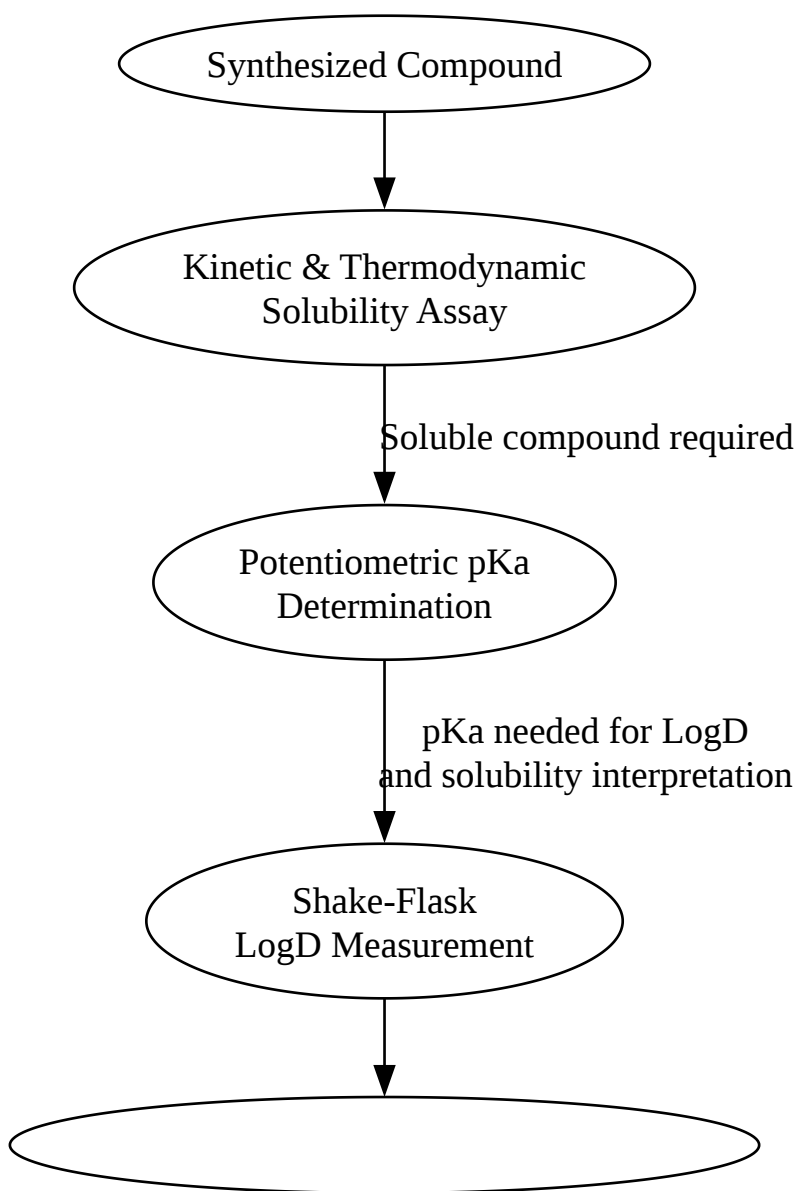 Synthesized Compound
Kinetic & Thermodynamic
Solubility Assay
Soluble compound required
Potentiometric pKa
Determination
pKa needed for LogD
and solubility interpretation
Shake-Flask
LogD Measurement